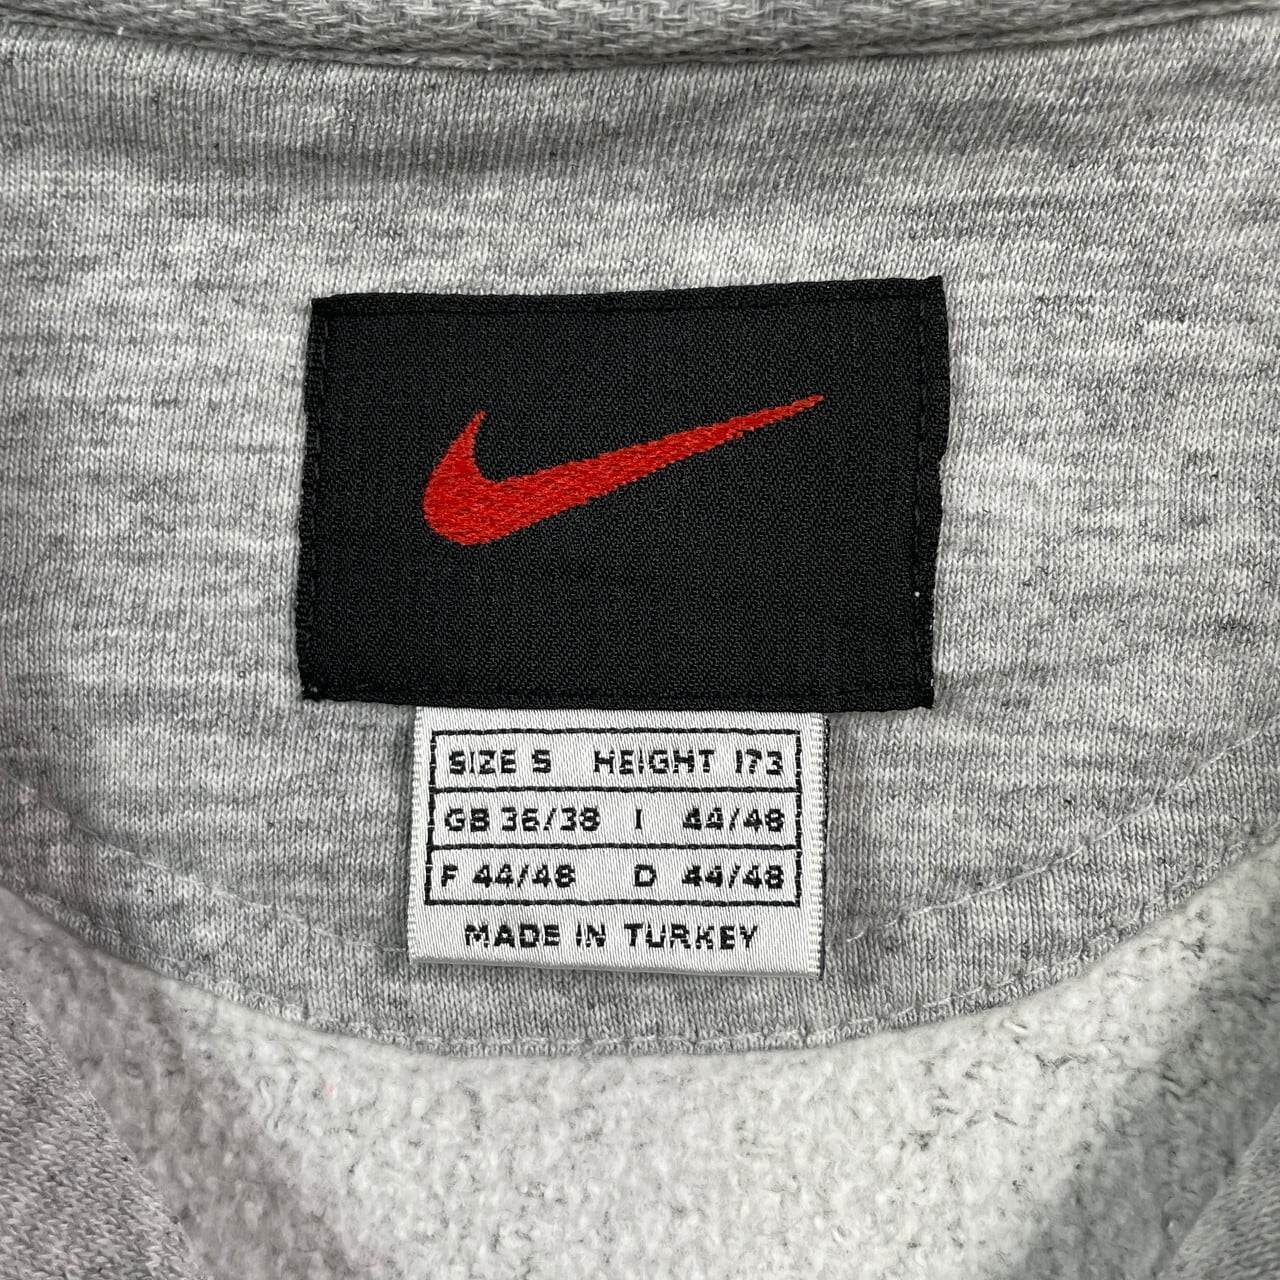 SIZE S HEIGHT 173
GB 36/38 I 44/48
F 44/48 D 44/48
MADE IN TURKEY